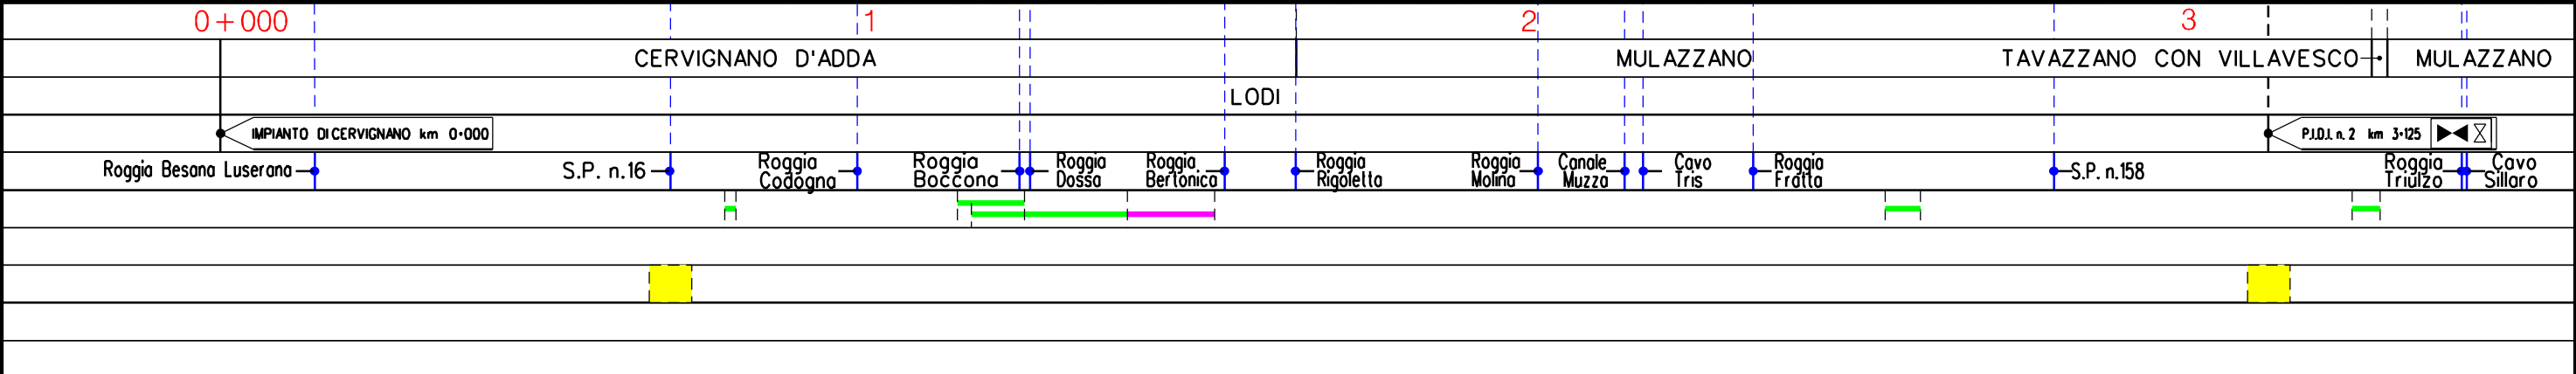 0+000 1 2 3
CERVIGNANO D'ADDA MULAZZANO TAVAZZANO CON VILLAVESCO MULAZZANO
LODI
IMPIANTO DI CERVIGNANO km 0+000 P.I.D.I. n. 2 km 3+125
Roggia Besana Luserana S.P. n.16
Roggia
Codogna
Roggia
Boccona
Roggia
Dossa
Roggia
Bertonica
Roggia
Rigoletta
Roggia
Molina
Canale
Muzza
Cavo
Tris
Roggia
Fratta
S.P. n.158
Roggia
Triulzo
Cavo
Sillaro